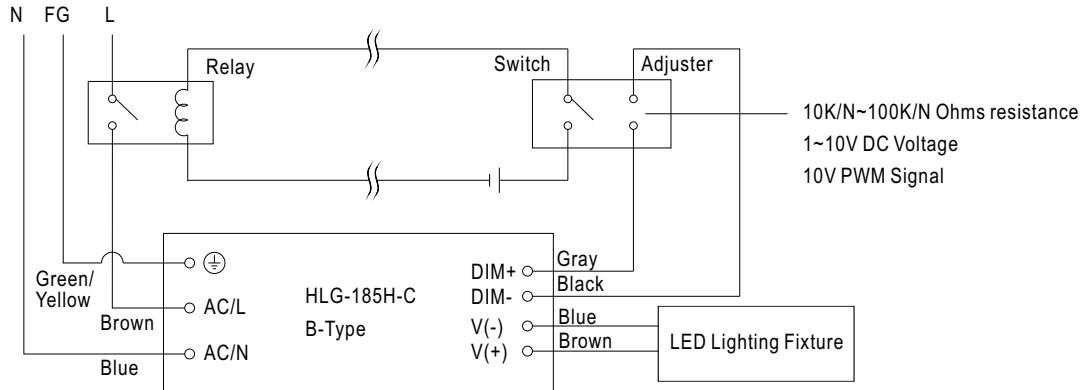 N FG L
Relay
Switch
Adjuster
10K/N~100K/N Ohms resistance
1~10V DC Voltage
10V PWM Signal
Green/
Yellow
Brown
Blue
AC/L
AC/N
HLG-185H-C
B-Type
DIM+
DIM-
V(-)
V(+)
Gray
Black
Blue
Brown
LED Lighting Fixture